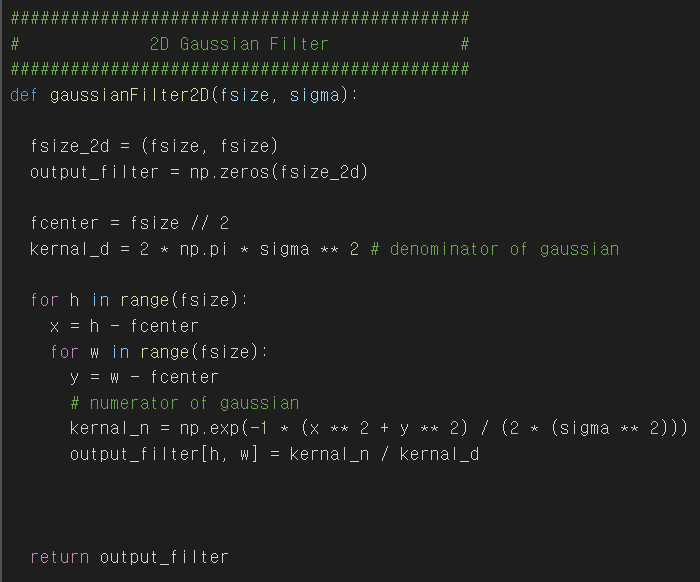 ##############################################
#             2D Gaussian Filter             #
##############################################
def gaussianFilter2D(fsize, sigma):
  fsize_2d = (fsize, fsize)
  output_filter = np.zeros(fsize_2d)
  fcenter = fsize // 2
  kernal_d = 2 * np.pi * sigma ** 2 # denominator of gaussian
  for h in range(fsize):
    x = h - fcenter
    for w in range(fsize):
      y = w - fcenter
      # numerator of gaussian
      kernal_n = np.exp(-1 * (x ** 2 + y ** 2) / (2 * (sigma ** 2)))
      output_filter[h, w] = kernal_n / kernal_d
  return output_filter